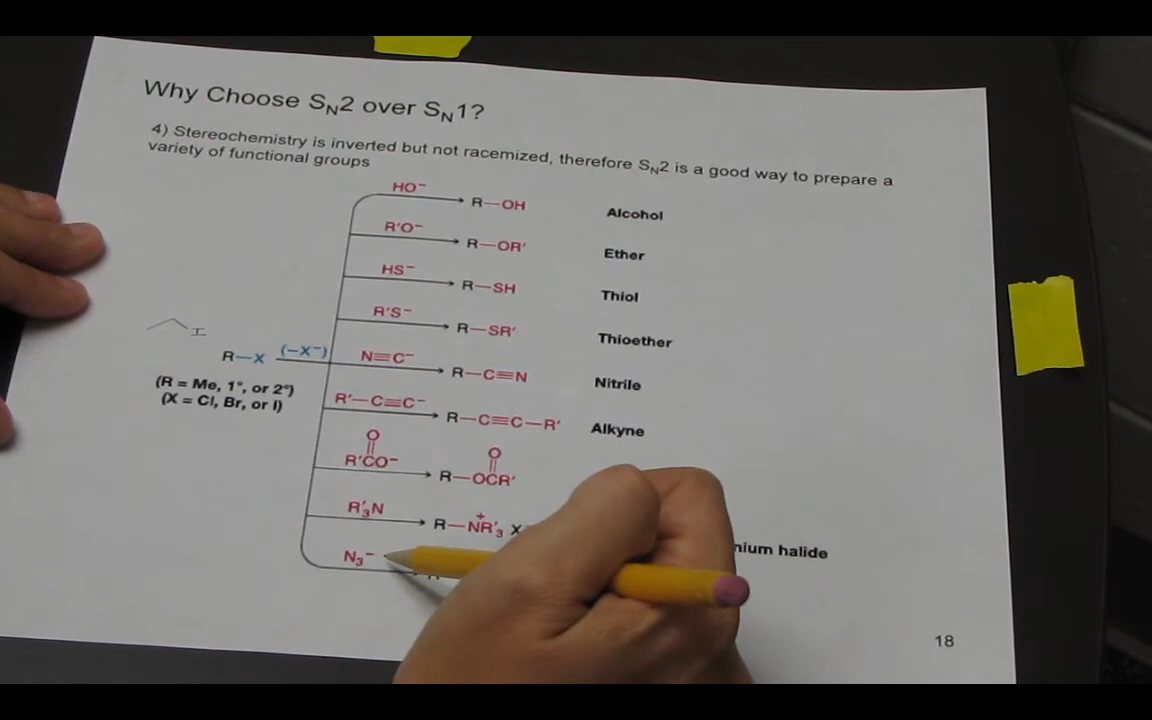 Why Choose SN2 over SN1?
4) Stereochemistry is inverted but not racemized, therefore SN2 is a good way to prepare a
variety of functional groups
HO⁻ R—OH Alcohol
R'O⁻ R—OR' Ether
HS⁻ R—SH Thiol
R'S⁻ R—SR' Thioether
I
R—X (–X⁻) N≡C⁻ R—C≡N Nitrile
(R = Me, 1°, or 2°)
(X = Cl, Br, or I)
R'—C≡C⁻ R—C≡C—R' Alkyne
O O
R'CO⁻ R—OCR'
R'₃N R—N⁺R'₃ X halide
N₃⁻
18